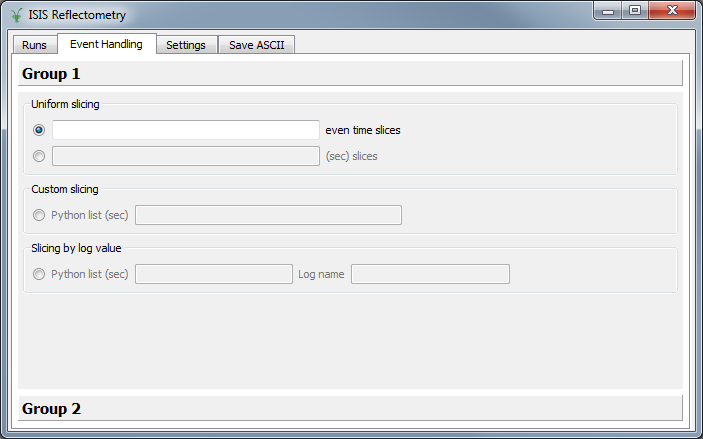 ISIS Reflectometry
Runs Event Handling Settings Save ASCII
Group 1
Uniform slicing
even time slices
(sec) slices
Custom slicing
Python list (sec)
Slicing by log value
Python list (sec) Log name
Group 2